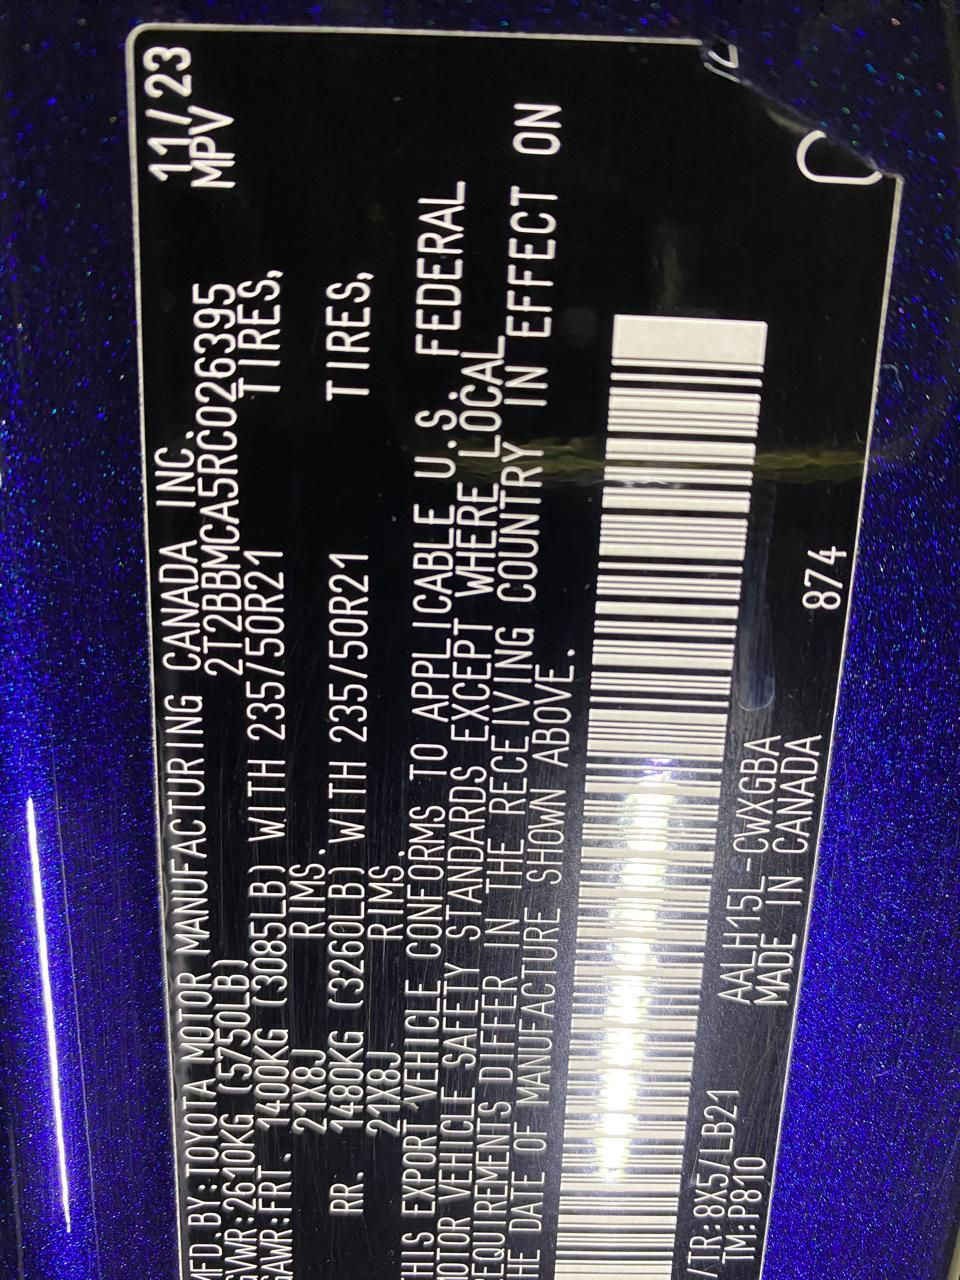 MFD.BY:TOYOTA MOTOR MANUFACTURING CANADA INC. 11/23
GVWR:2610KG (5750LB) 2T2BBMCA5RC026395 MPV
GAWR:FRT. 1400KG (3085LB) WITH 235/50R21 TIRES,
21X8J RIMS.
RR. 1480KG (3260LB) WITH 235/50R21 TIRES,
21X8J RIMS.
THIS EXPORT VEHICLE CONFORMS TO APPLICABLE U.S. FEDERAL
MOTOR VEHICLE SAFETY STANDARDS EXCEPT WHERE LOCAL
REQUIREMENTS DIFFER IN THE RECEIVING COUNTRY IN EFFECT ON
THE DATE OF MANUFACTURE SHOWN ABOVE.
/TR:8X5/LB21 AALH15L-CWXGBA
TM:P810 MADE IN CANADA 874